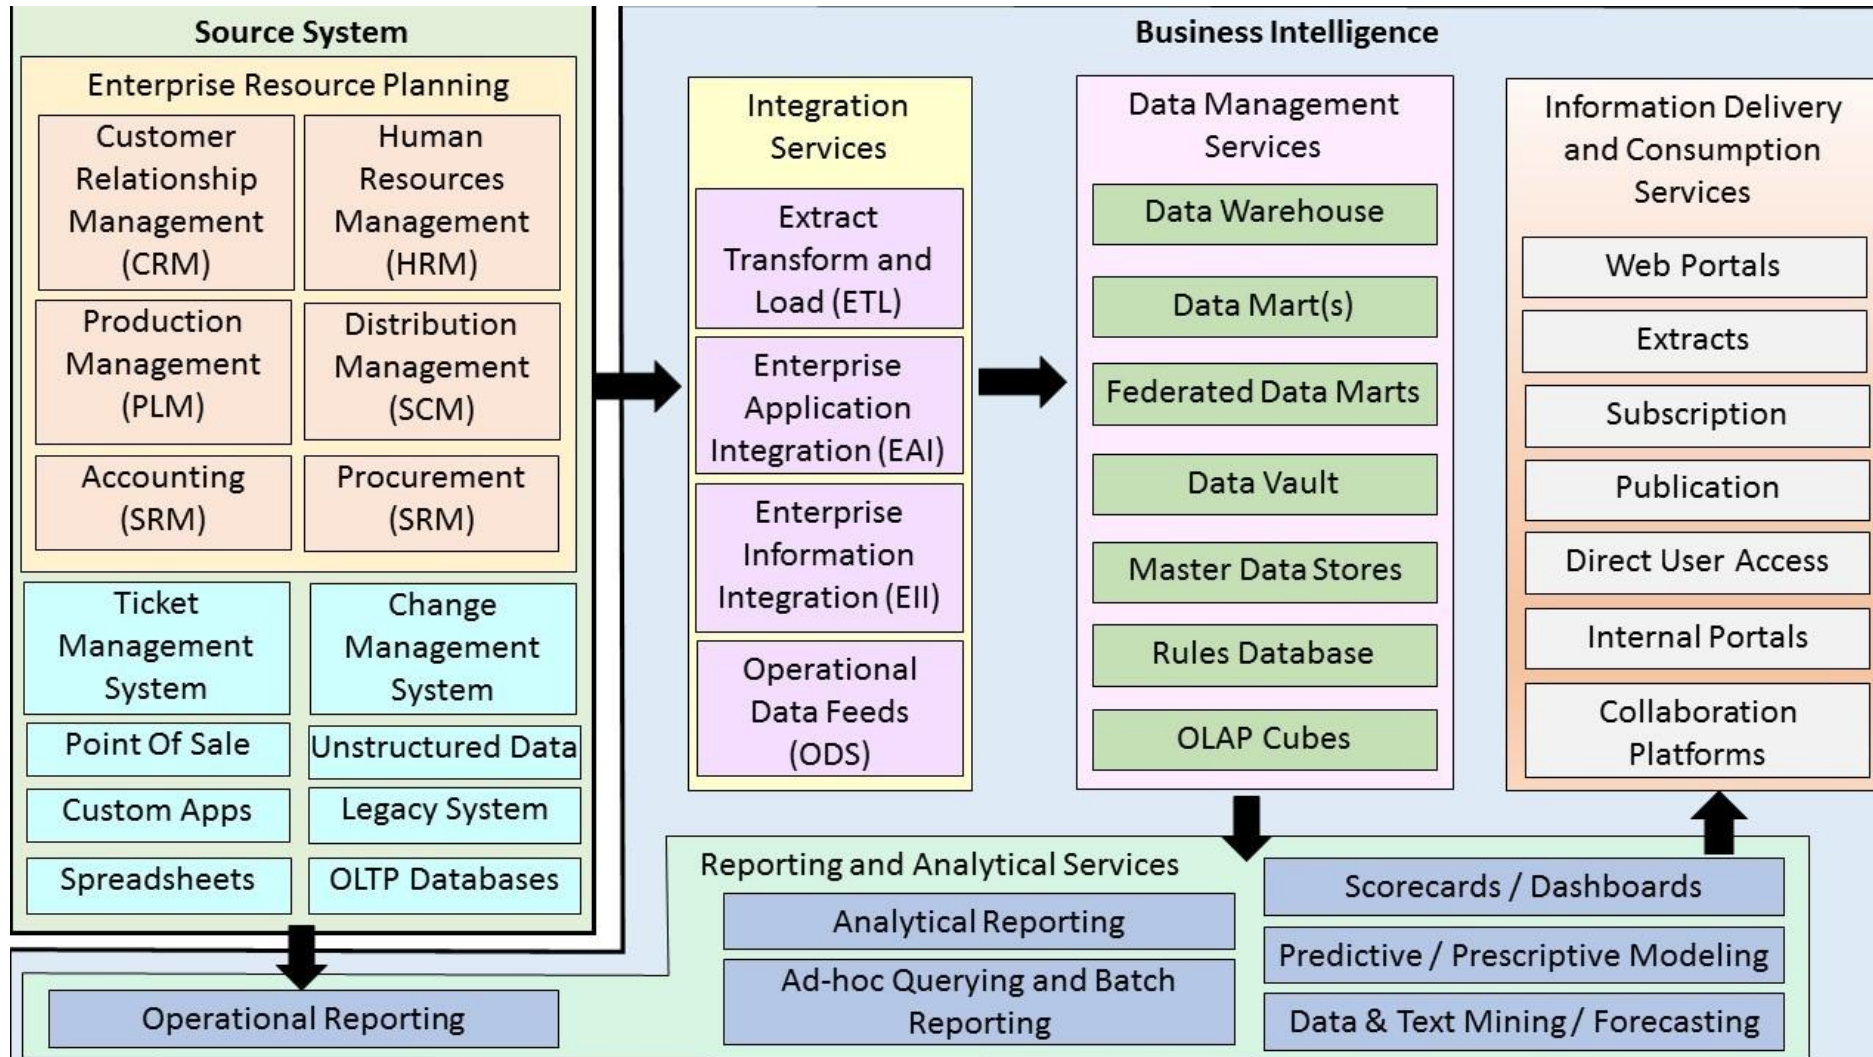 Source System
Enterprise Resource Planning
Customer
Relationship
Management
(CRM)
Human
Resources
Management
(HRM)
Production
Management
(PLM)
Distribution
Management
(SCM)
Accounting
(SRM)
Procurement
(SRM)
Ticket
Management
System
Change
Management
System
Point Of Sale
Unstructured Data
Custom Apps
Legacy System
Spreadsheets
OLTP Databases
Business Intelligence
Integration
Services
Extract
Transform and
Load (ETL)
Enterprise
Application
Integration (EAI)
Enterprise
Information
Integration (EII)
Operational
Data Feeds
(ODS)
Data Management
Services
Data Warehouse
Data Mart(s)
Federated Data Marts
Data Vault
Master Data Stores
Rules Database
OLAP Cubes
Information Delivery
and Consumption
Services
Web Portals
Extracts
Subscription
Publication
Direct User Access
Internal Portals
Collaboration
Platforms
Reporting and Analytical Services
Operational Reporting
Analytical Reporting
Ad-hoc Querying and Batch
Reporting
Scorecards / Dashboards
Predictive / Prescriptive Modeling
Data & Text Mining / Forecasting